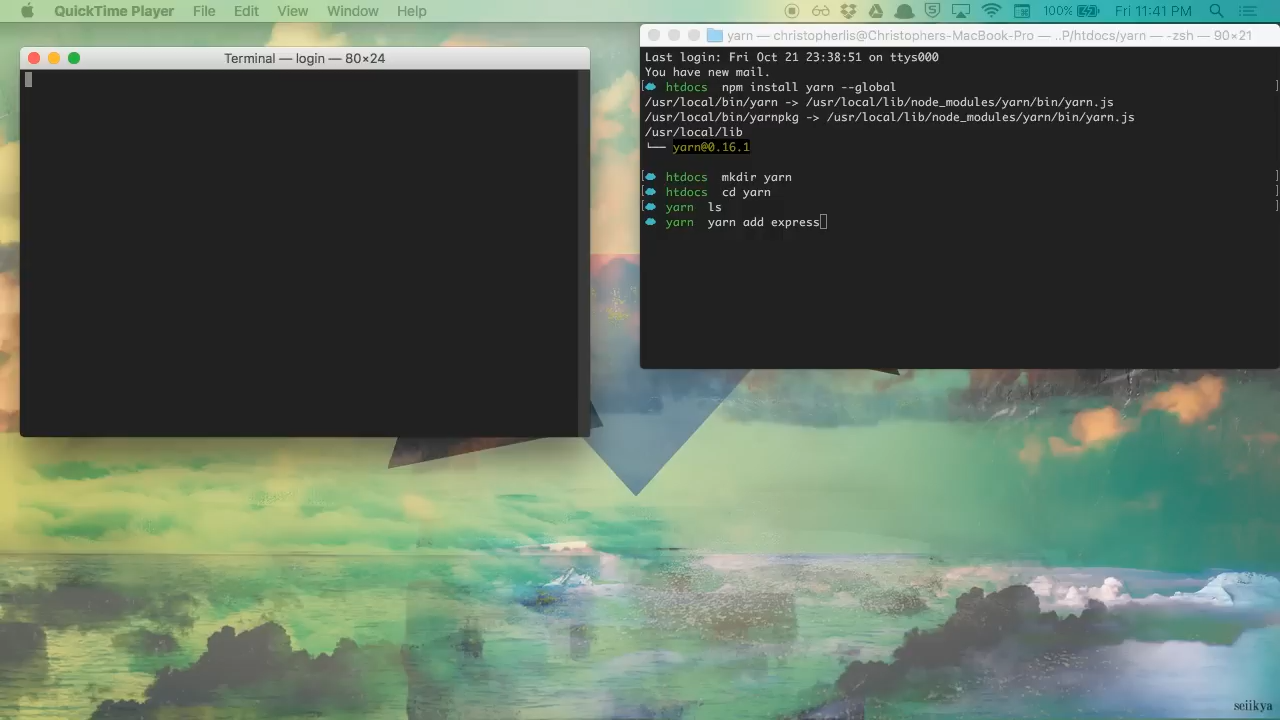 QuickTime Player File Edit View Window Help 100% Fri 11:41 PM
Terminal — login — 80×24
yarn — christopherlis@Christophers-MacBook-Pro — ..P/htdocs/yarn — -zsh — 90×21
Last login: Fri Oct 21 23:38:51 on ttys000
You have new mail.
htdocs npm install yarn --global
/usr/local/bin/yarn -> /usr/local/lib/node_modules/yarn/bin/yarn.js
/usr/local/bin/yarnpkg -> /usr/local/lib/node_modules/yarn/bin/yarn.js
/usr/local/lib
└── yarn@0.16.1
htdocs mkdir yarn
htdocs cd yarn
yarn ls
yarn yarn add express
seiikya